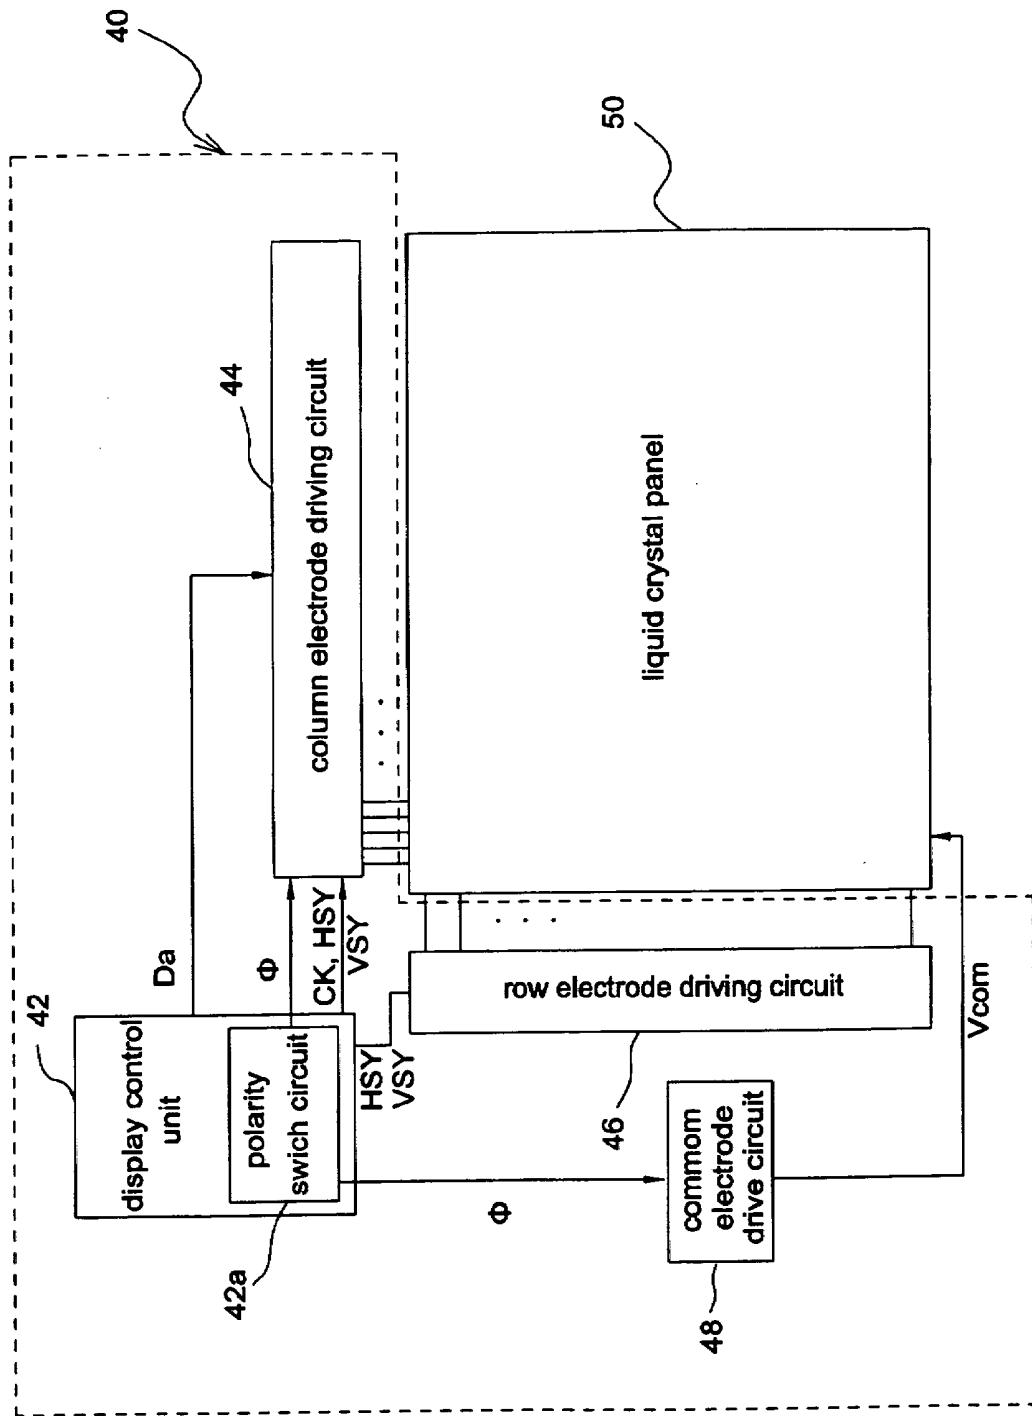 40
42
display control
unit
polarity
swich circuit
42a
Da
Φ
CK, HSY
VSY
44
column electrode driving circuit
HSY
VSY
. . .
row electrode driving circuit
46
. . .
50
liquid crystal panel
Φ
commom
electrode
drive circuit
48
Vcom